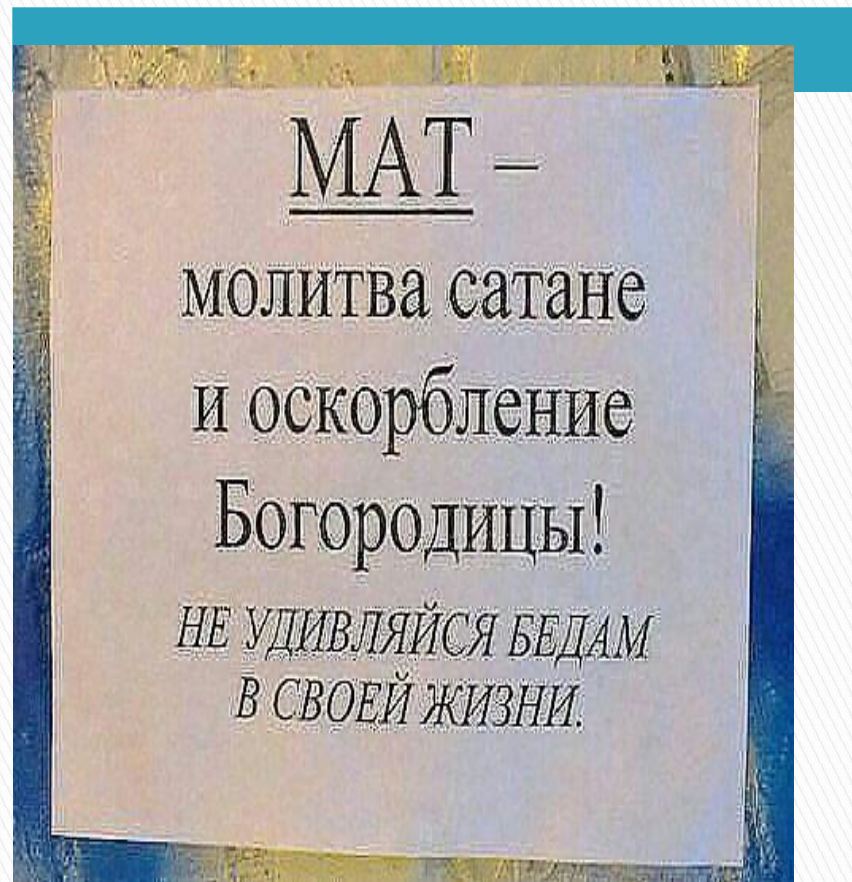 МАТ –
молитва сатане
и оскорбление
Богородицы!
НЕ УДИВЛЯЙСЯ БЕДАМ
В СВОЕЙ ЖИЗНИ.